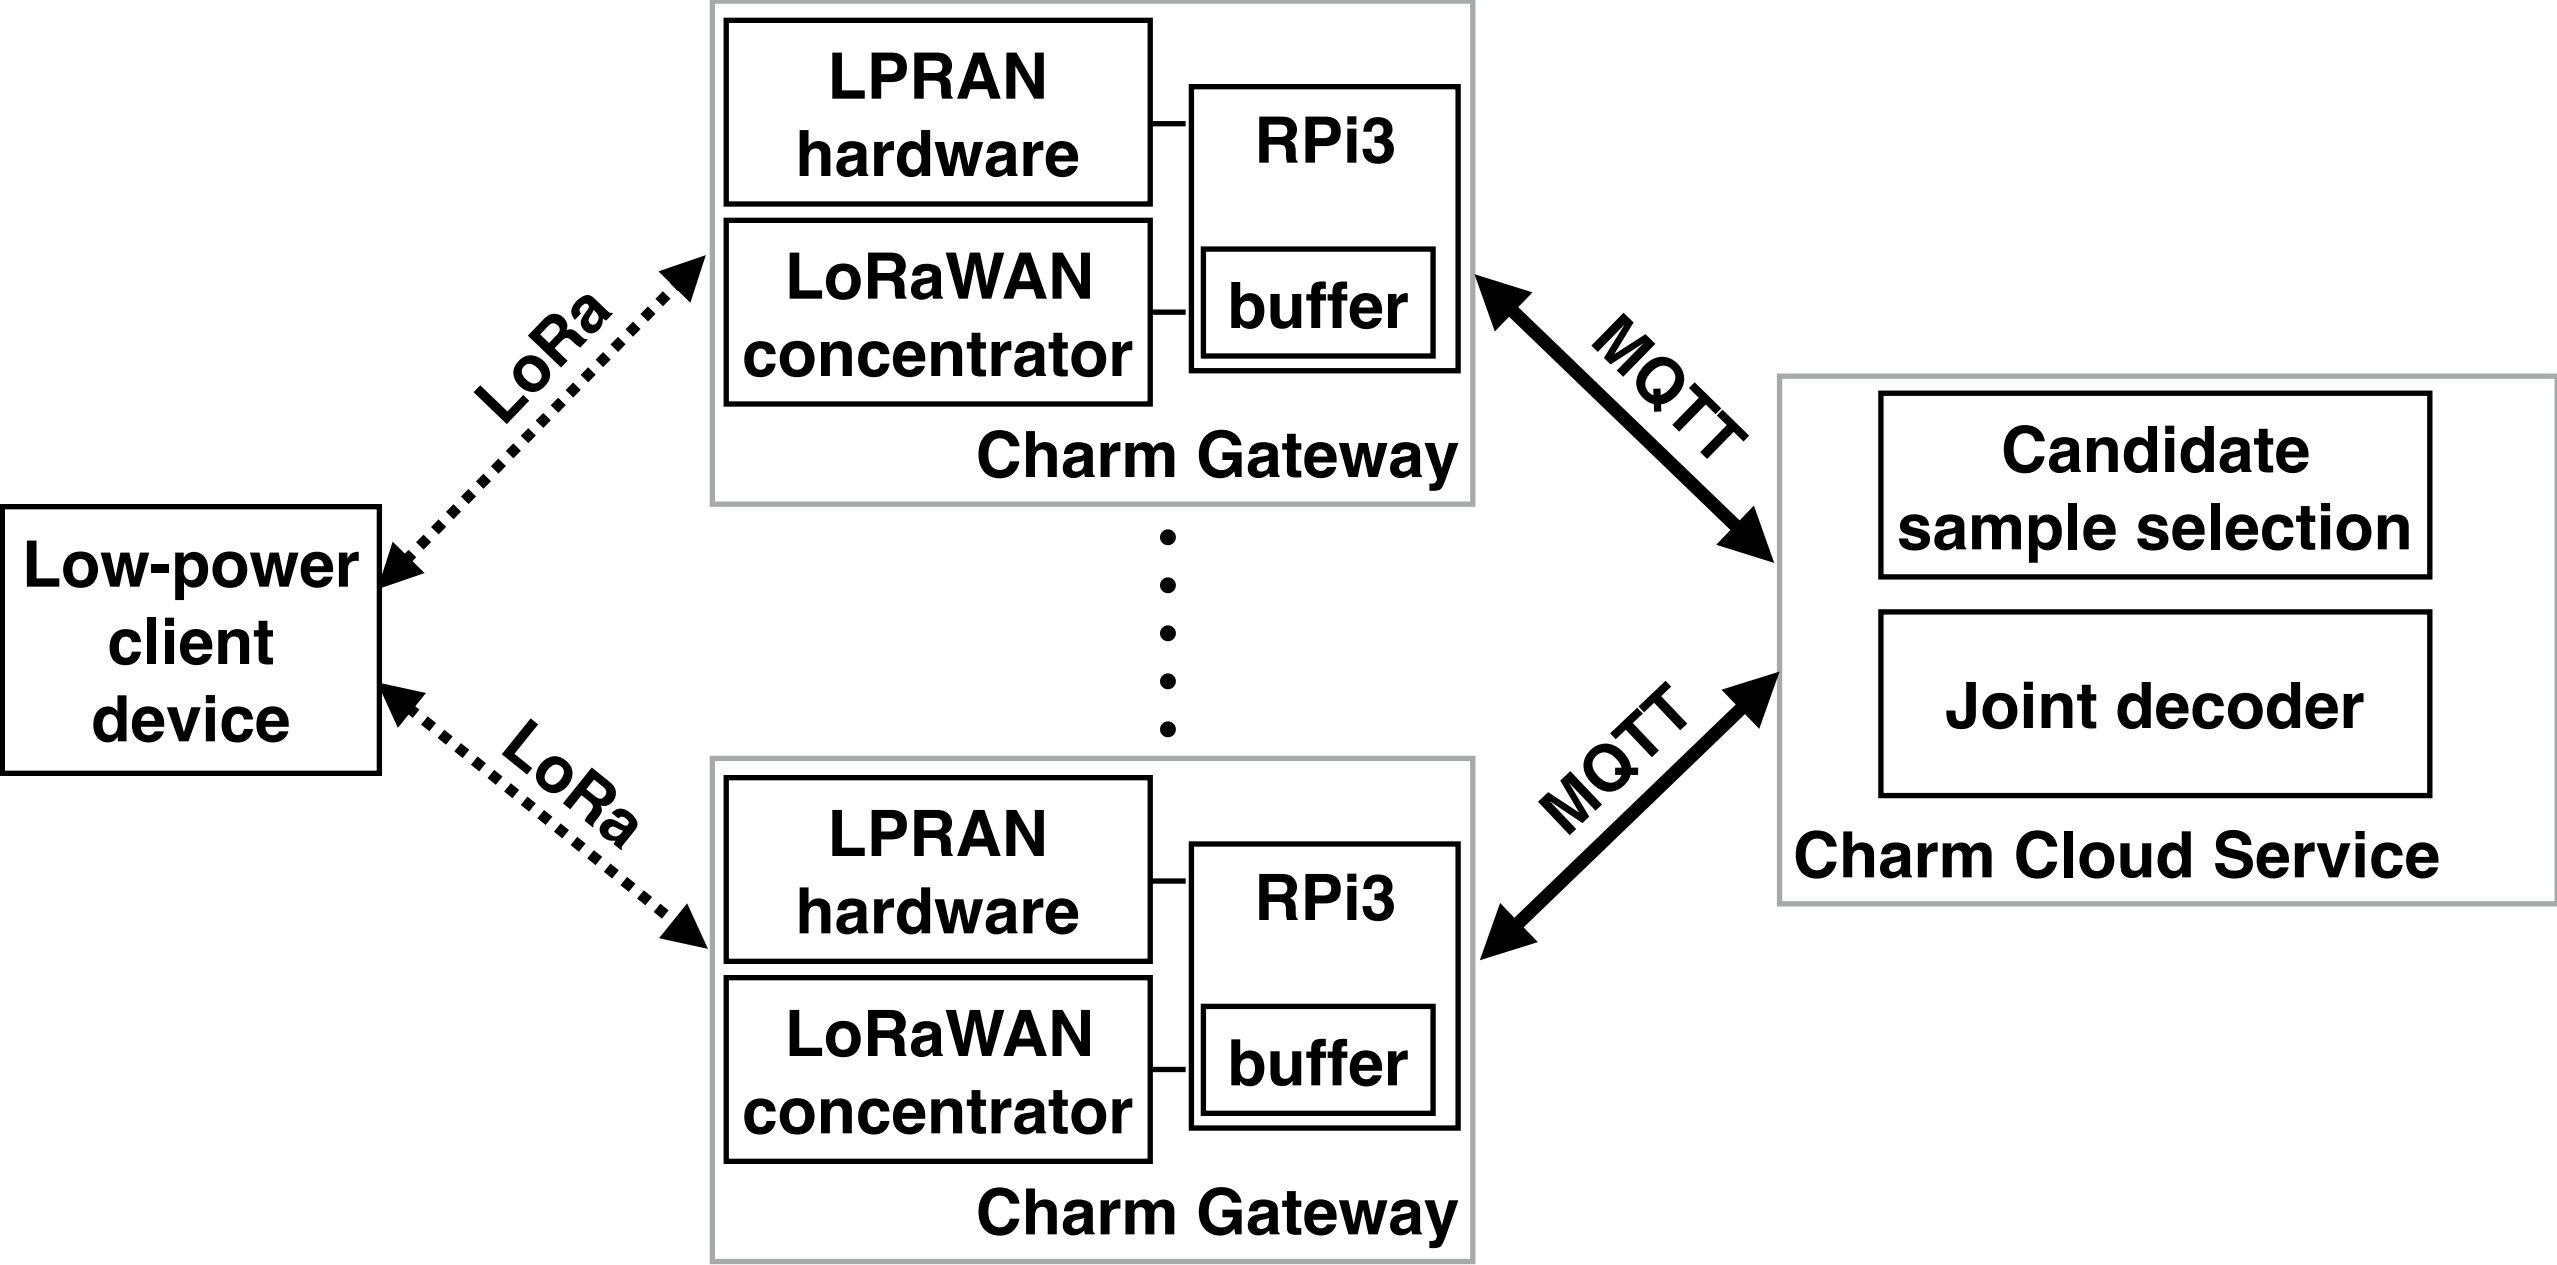 LPRAN
hardware
RPi3
LoRaWAN
concentrator
buffer
Charm Gateway
LoRa
MQTT
Low-power
client
device
Candidate
sample selection
Joint decoder
Charm Cloud Service
LoRa
MQTT
LPRAN
hardware
RPi3
LoRaWAN
concentrator
buffer
Charm Gateway